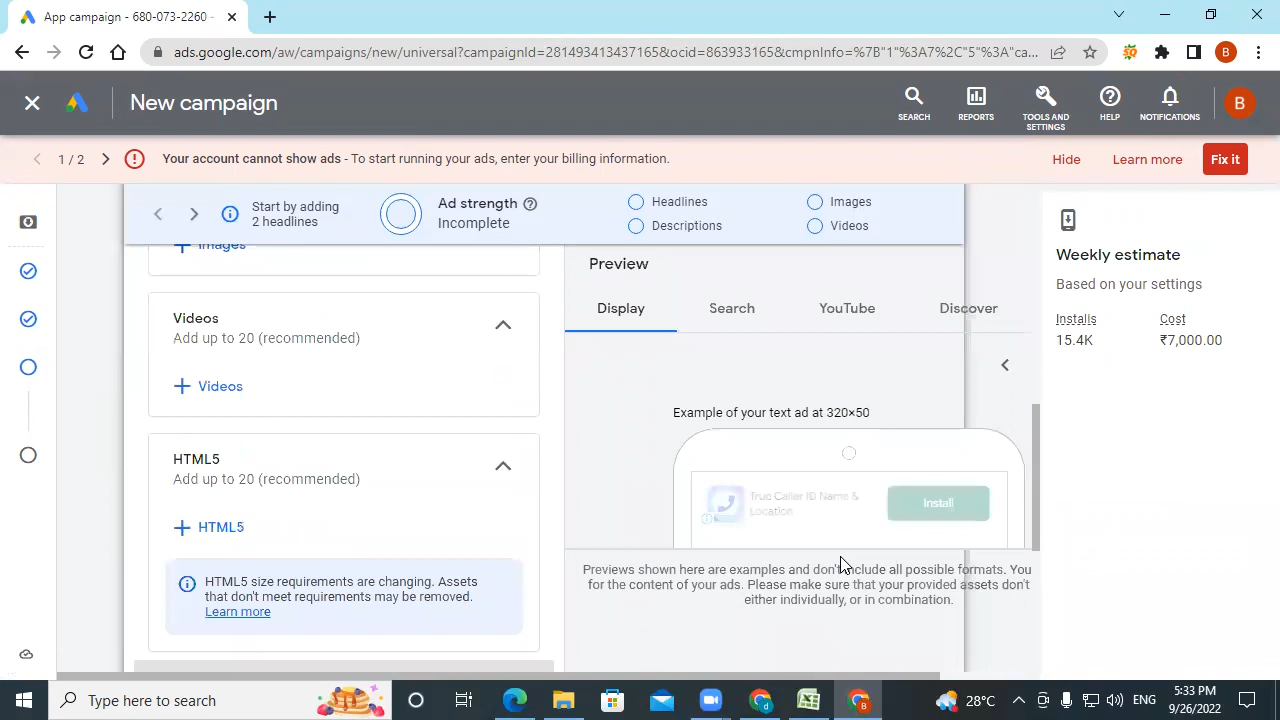 App campaign - 680-073-2260 -
ads.google.com/aw/campaigns/new/universal?campaignId=281493413437165&ocid=863933165&cmpnInfo=%7B"1"%3A7%2C"5"%3A"ca...
B
New campaign
SEARCH
REPORTS
TOOLS AND
SETTINGS
HELP
NOTIFICATIONS
B
1 / 2
Your account cannot show ads - To start running your ads, enter your billing information.
Hide
Learn more
Fix it
Start by adding
2 headlines
Ad strength
Incomplete
Headlines
Descriptions
Images
Videos
Images
Videos
Add up to 20 (recommended)
Videos
HTML5
Add up to 20 (recommended)
HTML5
HTML5 size requirements are changing. Assets
that don't meet requirements may be removed.
Learn more
Preview
Display
Search
YouTube
Discover
Example of your text ad at 320×50
True Caller ID Name &
Location
Install
Previews shown here are examples and don't include all possible formats. You
for the content of your ads. Please make sure that your provided assets don't
either individually, or in combination.
Weekly estimate
Based on your settings
Installs
15.4K
Cost
₹7,000.00
Type here to search
28°C
ENG
5:33 PM
9/26/2022